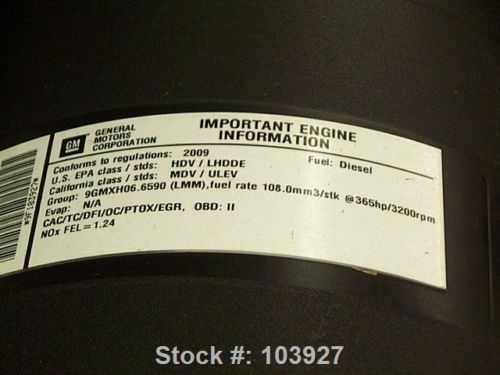 GM
GENERAL
MOTORS
CORPORATION
IMPORTANT ENGINE
INFORMATION
Conforms to regulations: 2009 Fuel: Diesel
U.S. EPA class / stds: HDV / LHDDE
California class / stds: MDV / ULEV
Group: 9GMXH06.6590 (LMM),fuel rate 108.0mm3/stk @365hp/3200rpm
Evap: N/A
CAC/TC/DFI/OC/PTOX/EGR, OBD: II
NOx FEL=1.24
Stock #: 103927